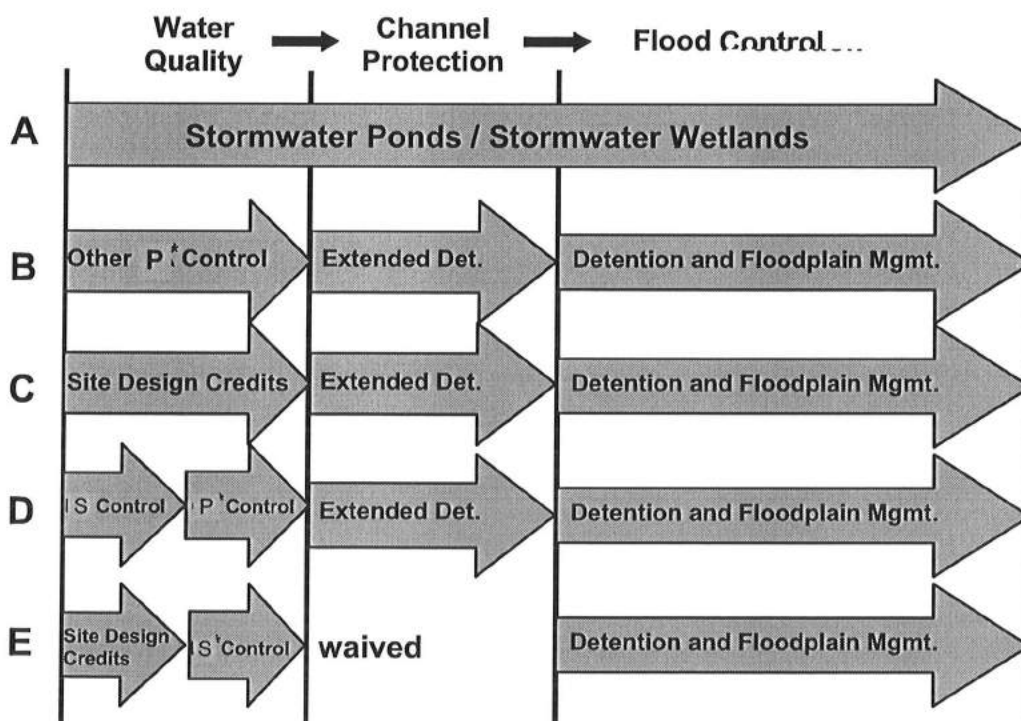 Water
Quality
Channel
Protection
Flood Control
A
Stormwater Ponds / Stormwater Wetlands
B
Other P Control
Extended Det.
Detention and Floodplain Mgmt.
C
Site Design Credits
Extended Det.
Detention and Floodplain Mgmt.
D
S Control
P Control
Extended Det.
Detention and Floodplain Mgmt.
E
Site Design
Credits
S Control
waived
Detention and Floodplain Mgmt.